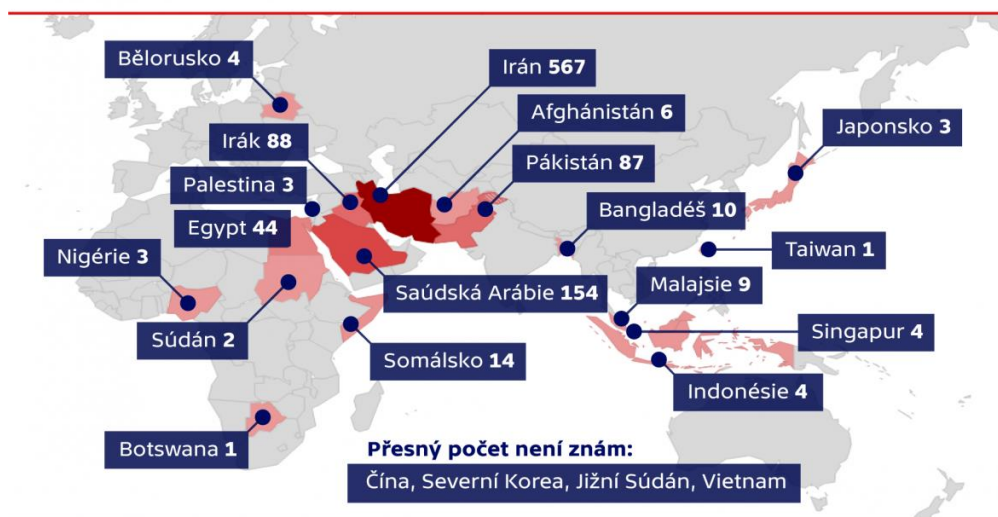 Bělorusko 4
Irán 567
Afghánistán 6
Irák 88
Japonsko 3
Pákistán 87
Palestina 3
Bangladéš 10
Egypt 44
Nigérie 3
Taiwan 1
Malajsie 9
Saúdská Arábie 154
Singapur 4
Súdán 2
Somálsko 14
Indonésie 4
Botswana 1
Přesný počet není znám:
Čína, Severní Korea, Jižní Súdán, Vietnam